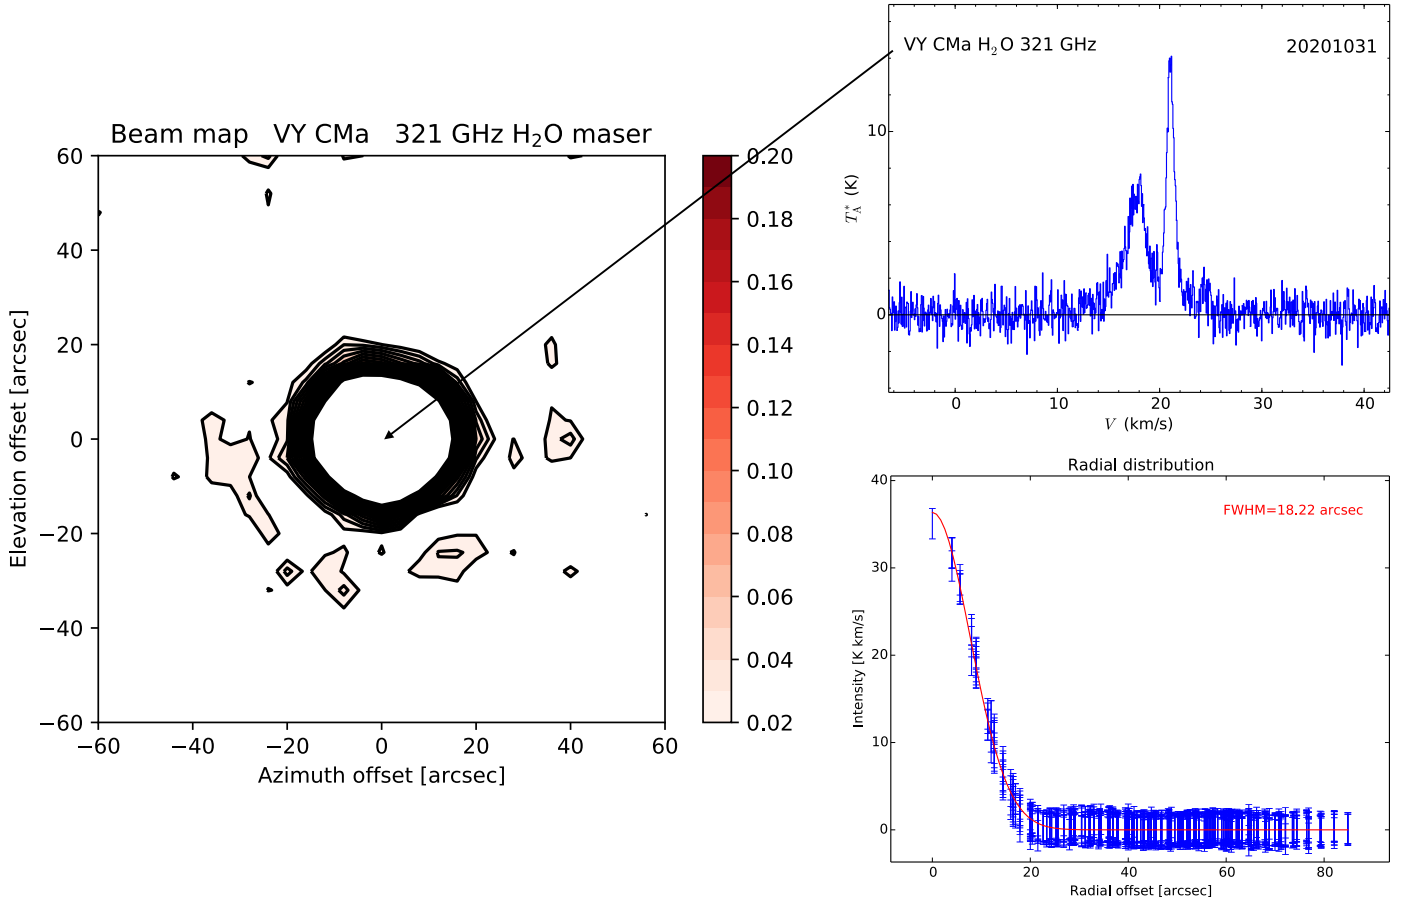 Beam map VY CMa 321 GHz H₂O maser
60
40
20
0
−20
−40
−60
Elevation offset [arcsec]
−60 −40 −20 0 20 40 60
Azimuth offset [arcsec]
0.20
0.18
0.16
0.14
0.12
0.10
0.08
0.06
0.04
0.02
VY CMa H₂O 321 GHz 20201031
10
0
T*A (K)
0 10 20 30 40
V (km/s)
Radial distribution
FWHM=18.22 arcsec
40
30
20
10
0
Intensity [K km/s]
0 20 40 60 80
Radial offset [arcsec]